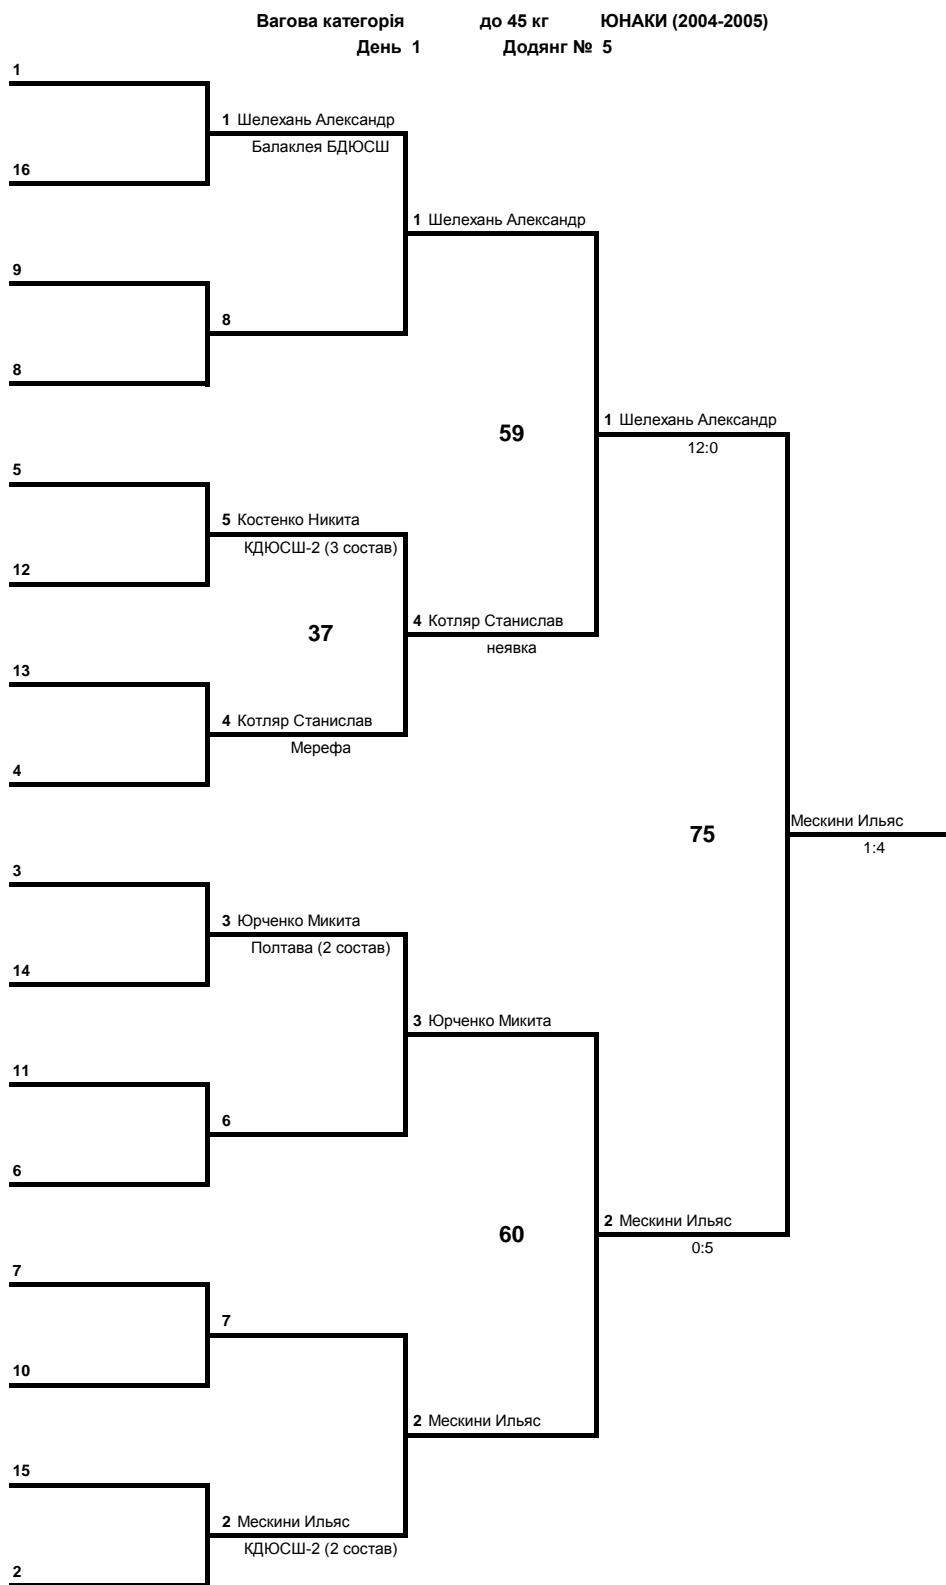 Вагова категорія до 45 кг ЮНАКИ (2004-2005)
День 1 Додянг № 5
1
1 Шелехань Александр
Балаклея БДЮСШ
16
1 Шелехань Александр
9
8
8
1 Шелехань Александр
59
12:0
5
5 Костенко Никита
КДЮСШ-2 (3 состав)
12
4 Котляр Станислав
37
неявка
13
4 Котляр Станислав
Мерефа
4
Мескини Ильяс
75
1:4
3
3 Юрченко Микита
Полтава (2 состав)
14
3 Юрченко Микита
11
6
6
2 Мескини Ильяс
60
0:5
7
7
10
2 Мескини Ильяс
15
2 Мескини Ильяс
КДЮСШ-2 (2 состав)
2